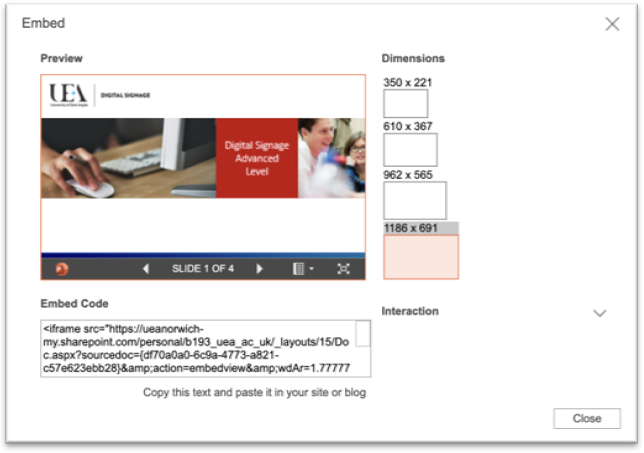 Embed
Preview
UEA
University of East Anglia
DIGITAL SIGNAGE
Digital Signage
Advanced
Level
SLIDE 1 OF 4
Embed Code
<iframe src="https://ueanorwich-
my.sharepoint.com/personal/b193_uea_ac_uk/_layouts/15/Do
c.aspx?sourcedoc={df70a0a0-6c9a-4773-a821-
c57e623ebb28}&amp;action=embedview&amp;wdAr=1.77777
Copy this text and paste it in your site or blog
Dimensions
350 x 221
610 x 367
962 x 565
1186 x 691
Interaction
Close